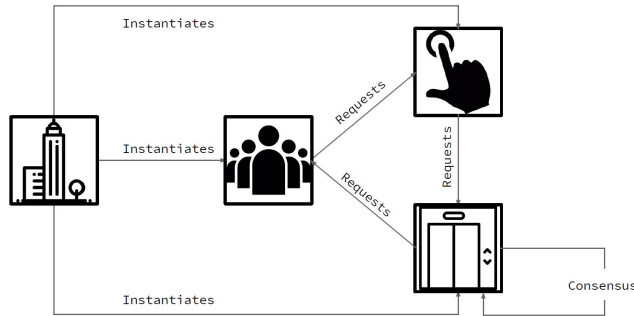 Instantiates
Requests
Instantiates
Requests
Requests
Consensus
Instantiates